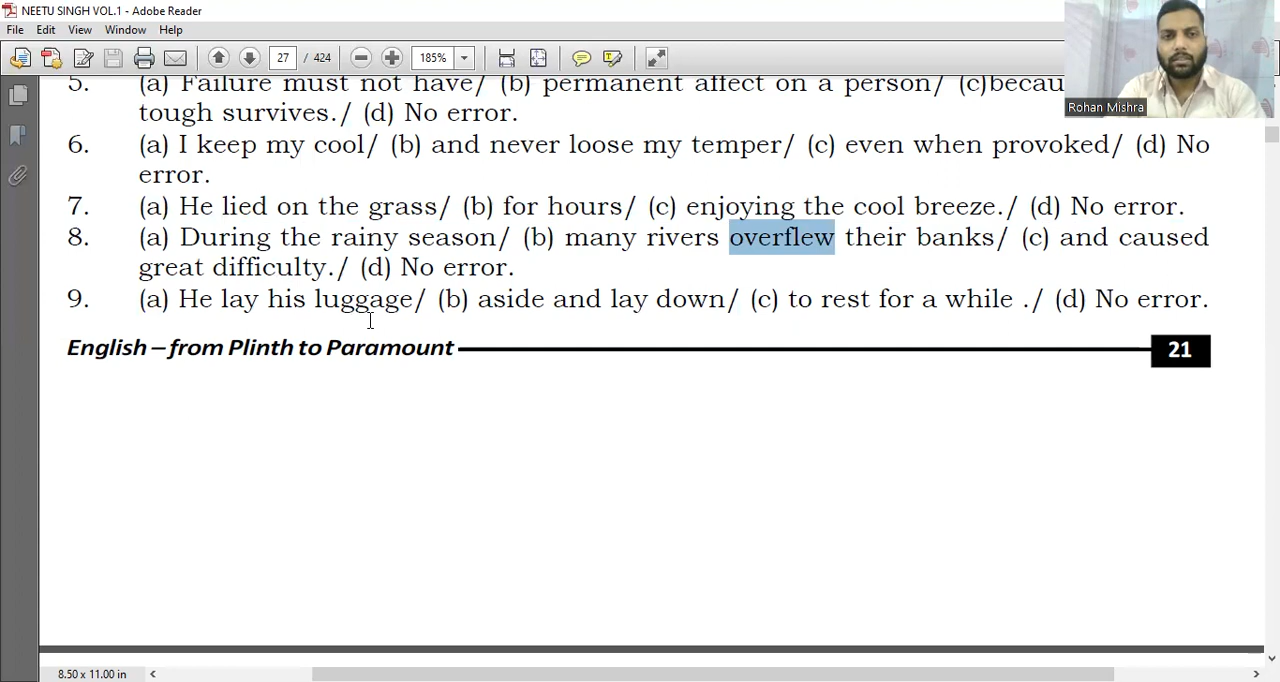 NEETU SINGH VOL.1 - Adobe Reader
File Edit View Window Help
27 / 424 185%
Rohan Mishra
5. (a) Failure must not have/ (b) permanent affect on a person/ (c)becau
tough survives./ (d) No error.
6. (a) I keep my cool/ (b) and never loose my temper/ (c) even when provoked/ (d) No
error.
7. (a) He lied on the grass/ (b) for hours/ (c) enjoying the cool breeze./ (d) No error.
8. (a) During the rainy season/ (b) many rivers overflew their banks/ (c) and caused
great difficulty./ (d) No error.
9. (a) He lay his luggage/ (b) aside and lay down/ (c) to rest for a while ./ (d) No error.
English – from Plinth to Paramount 21
8.50 x 11.00 in